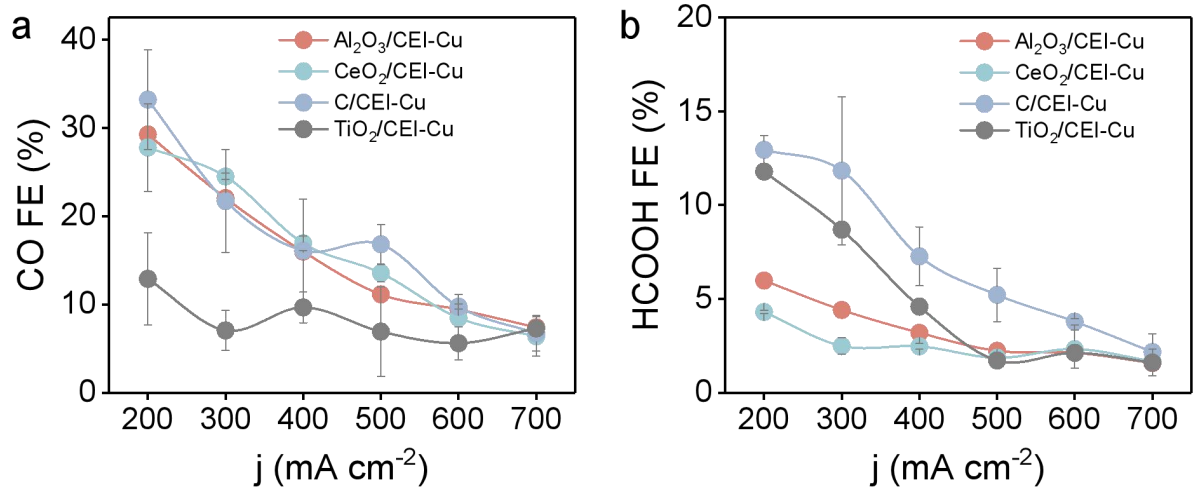 a
CO FE (%)
40
30
20
10
0
200 300 400 500 600 700
j (mA cm⁻²)
Al₂O₃/CEI-Cu
CeO₂/CEI-Cu
C/CEI-Cu
TiO₂/CEI-Cu
b
HCOOH FE (%)
20
15
10
5
0
200 300 400 500 600 700
j (mA cm⁻²)
Al₂O₃/CEI-Cu
CeO₂/CEI-Cu
C/CEI-Cu
TiO₂/CEI-Cu